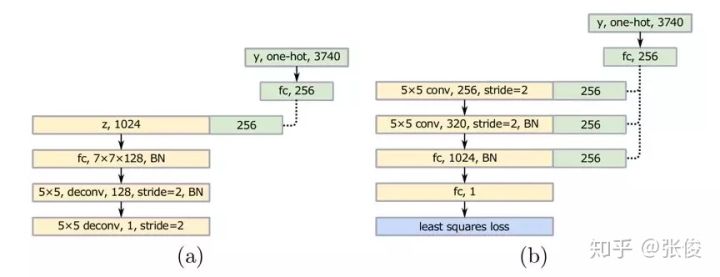 y, one-hot, 3740
fc, 256
z, 1024
256
fc, 7×7×128, BN
5×5, deconv, 128, stride=2, BN
5×5 deconv, 1, stride=2
(a)
y, one-hot, 3740
fc, 256
5×5 conv, 256, stride=2
256
5×5 conv, 320, stride=2, BN
256
fc, 1024, BN
256
fc, 1
least squares loss
(b)
知乎 @张俊